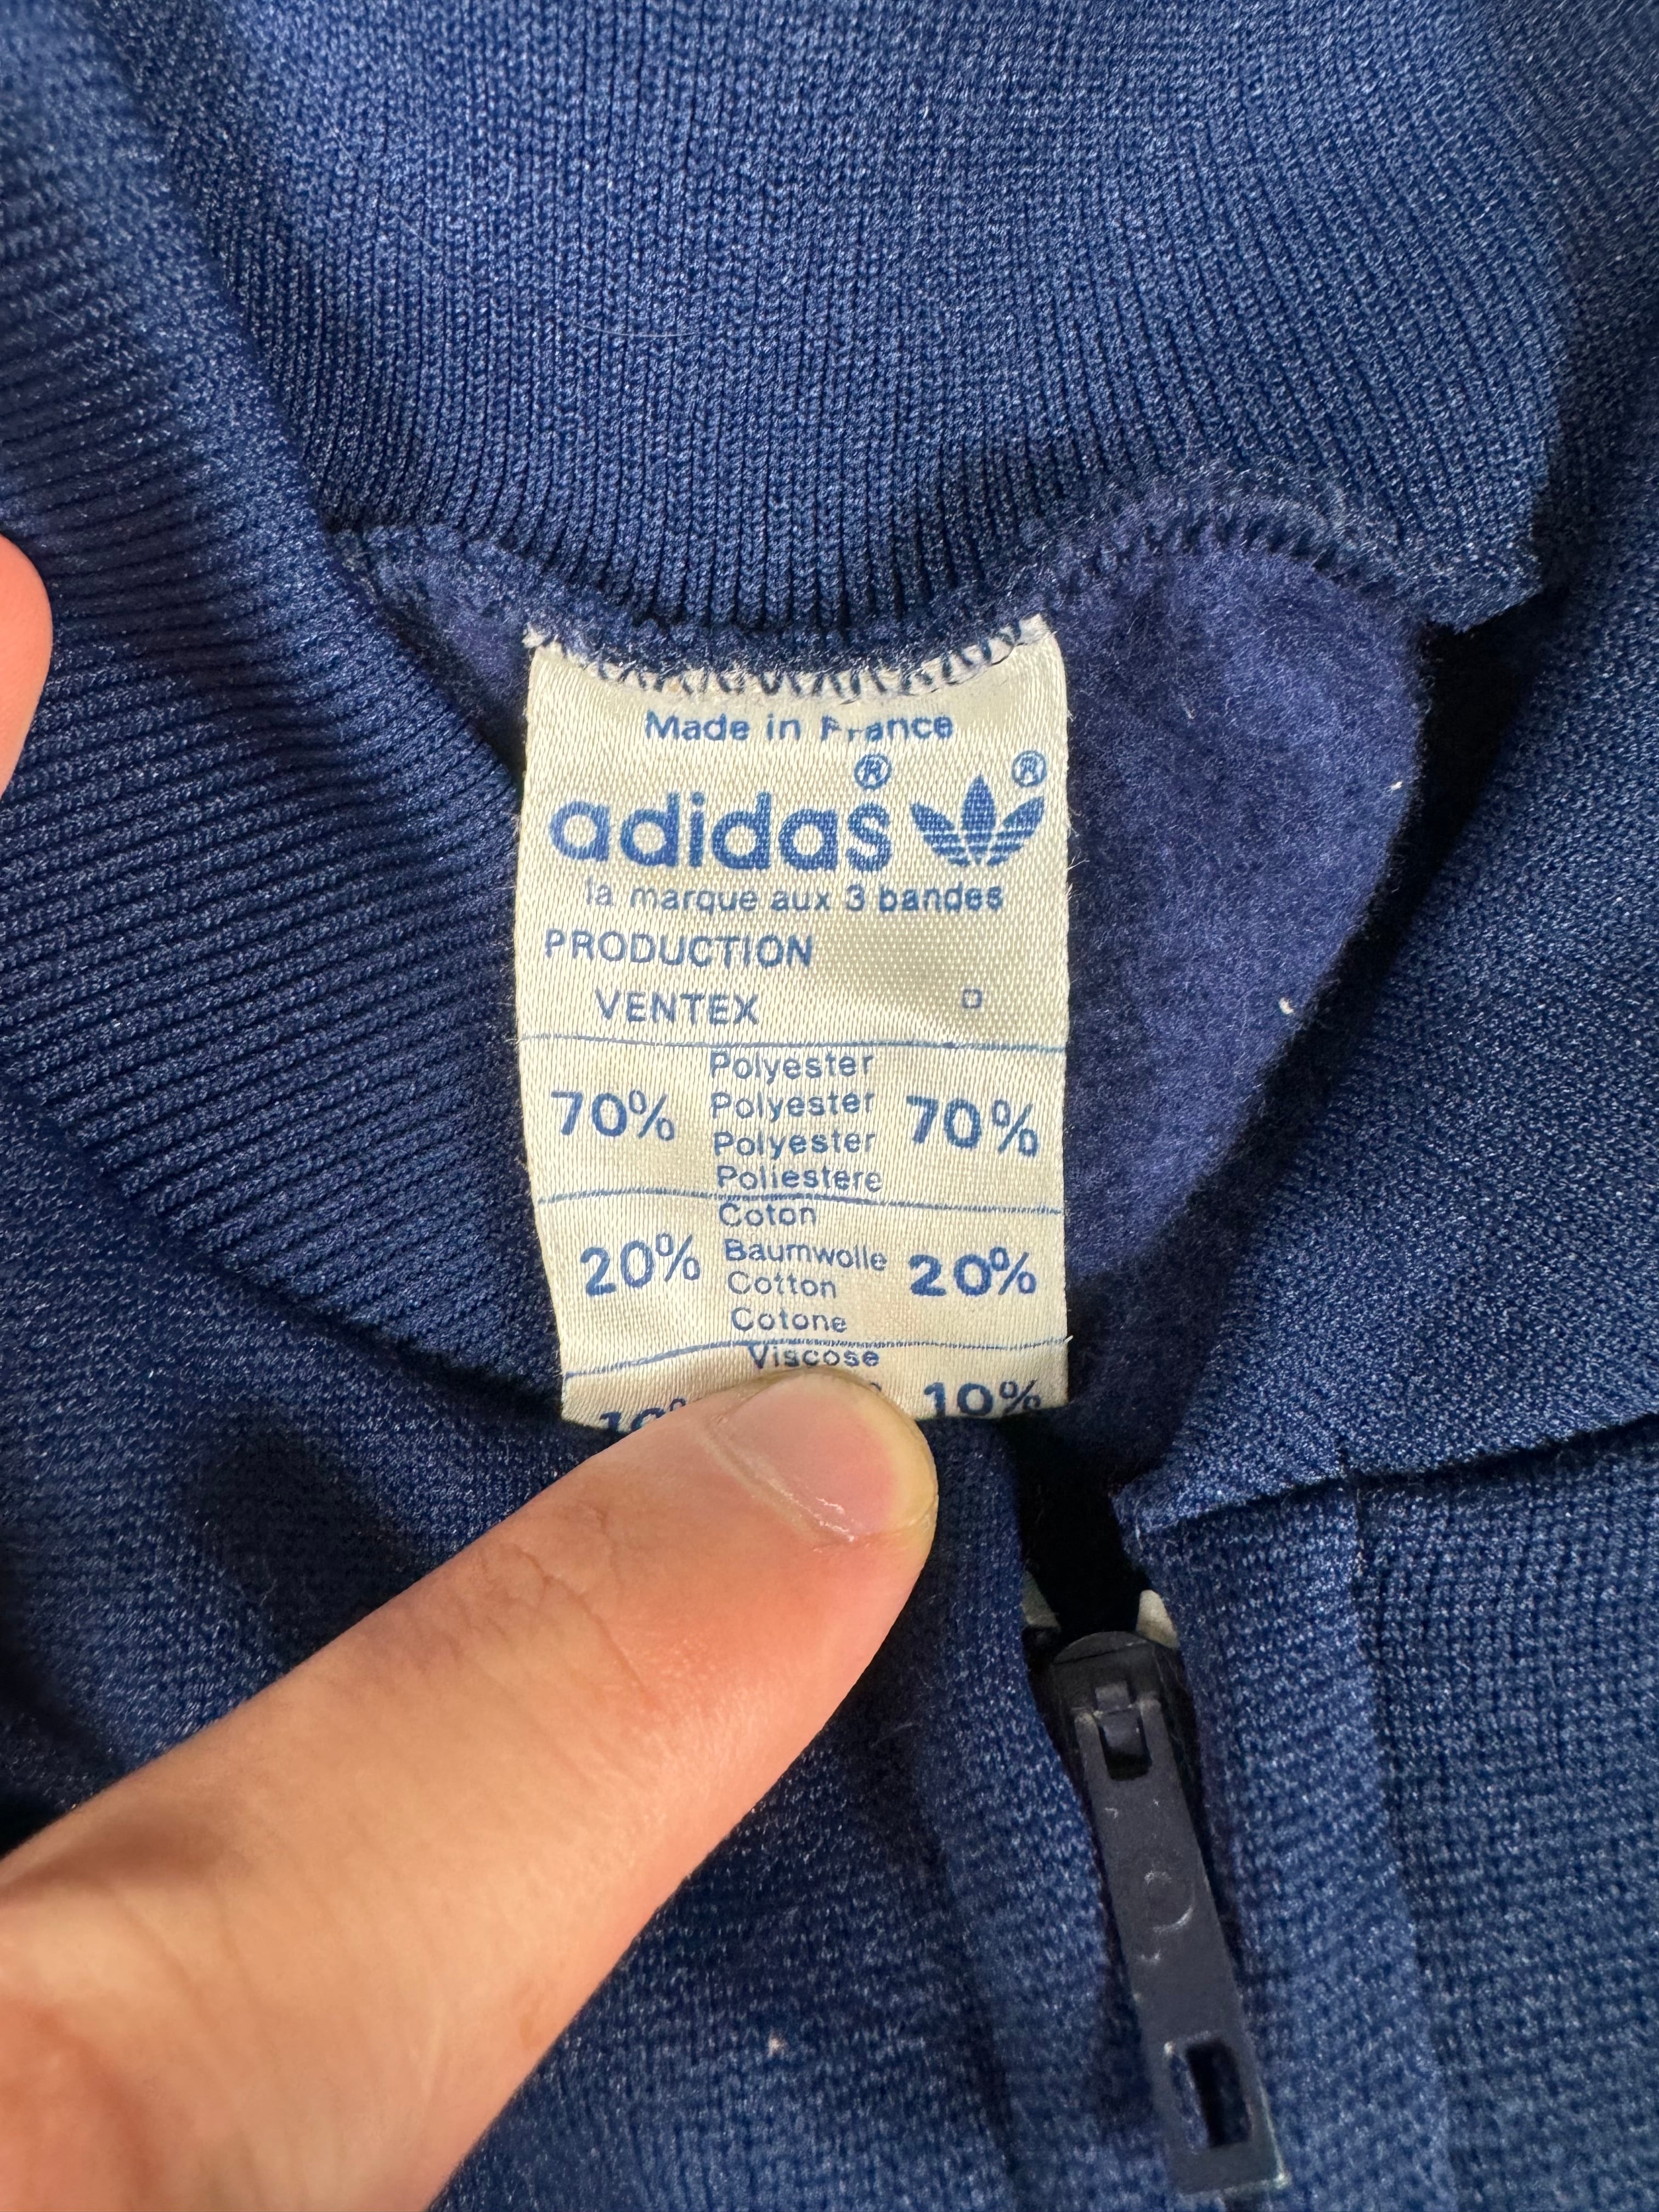 Made in France
adidas® ®
la marque aux 3 bandes
PRODUCTION
VENTEX
Polyester
70% Polyester 70%
Polyester
Poliestere
Coton
20% Baumwolle 20%
Cotton
Cotone
Viscose
10%